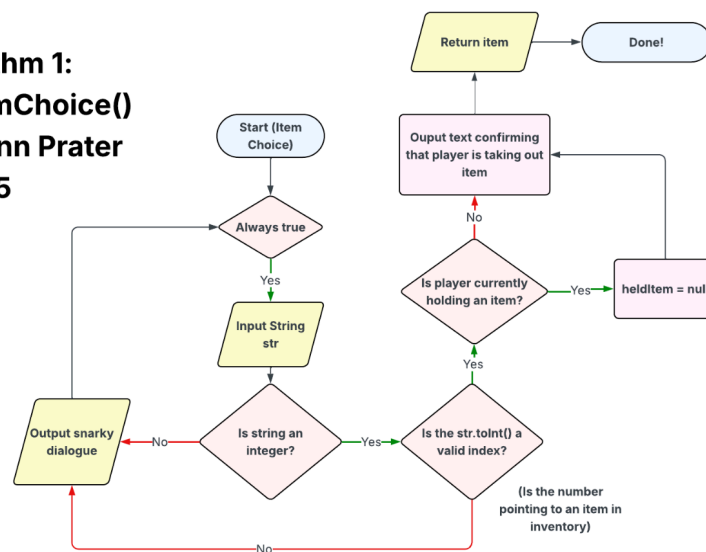 hm 1:
mChoice()
nn Prater
5
Start (Item
Choice)
Always true
Yes
Input String
str
Is string an
integer?
No
Output snarky
dialogue
Yes
Is the str.toInt() a
valid index?
(Is the number
pointing to an item in
inventory)
No
Yes
Is player currently
holding an item?
Yes
heldItem = nul
No
Ouput text confirming
that player is taking out
item
Return item
Done!